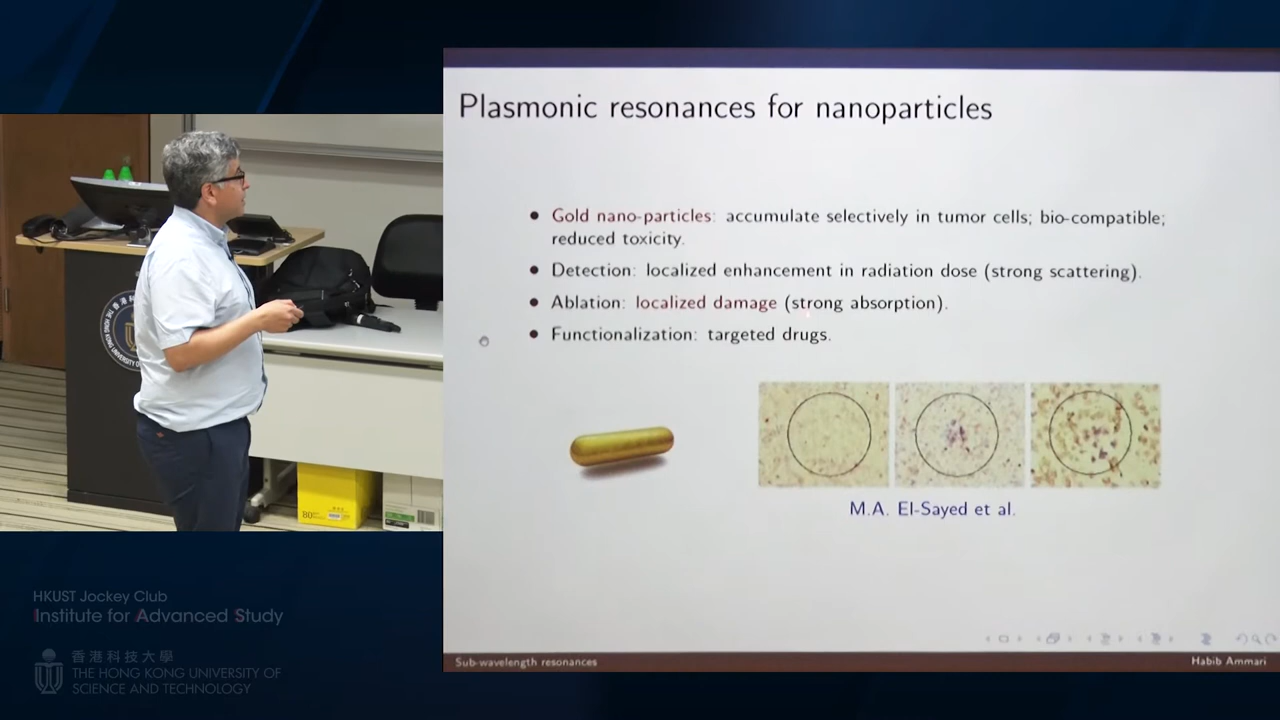 Plasmonic resonances for nanoparticles
• Gold nano-particles: accumulate selectively in tumor cells; bio-compatible;
reduced toxicity.
• Detection: localized enhancement in radiation dose (strong scattering).
• Ablation: localized damage (strong absorption).
• Functionalization: targeted drugs.
M.A. El-Sayed et al.
Sub-wavelength resonances
Habib Ammari
80
HKUST Jockey Club
Institute for Advanced Study
香港科技大學
THE HONG KONG UNIVERSITY OF
SCIENCE AND TECHNOLOGY